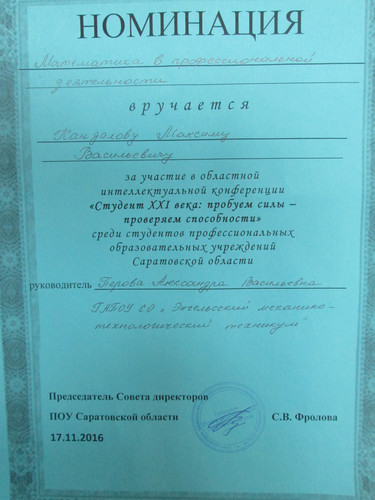 НОМИНАЦИЯ
Математика в профессиональной
деятельности
вручается
Кандалову Максиму
Васильевичу
за участие в областной
интеллектуальной конференции
«Студент XXI века: пробуем силы –
проверяем способности»
среди студентов профессиональных
образовательных учреждений
Саратовской области
руководитель Перова Александра Васильевна
ГАПОУ СО „Энгельсский механико-
технологический техникум"
Председатель Совета директоров
ПОУ Саратовской области
С.В. Фролова
17.11.2016